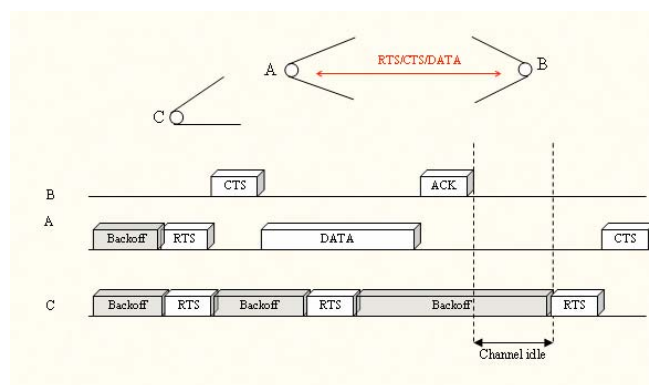 A
RTS/CTS/DATA
B
C
B
CTS
ACK
A
Backoff
RTS
DATA
CTS
C
Backoff
RTS
Backoff
RTS
Backoff
RTS
Channel idle